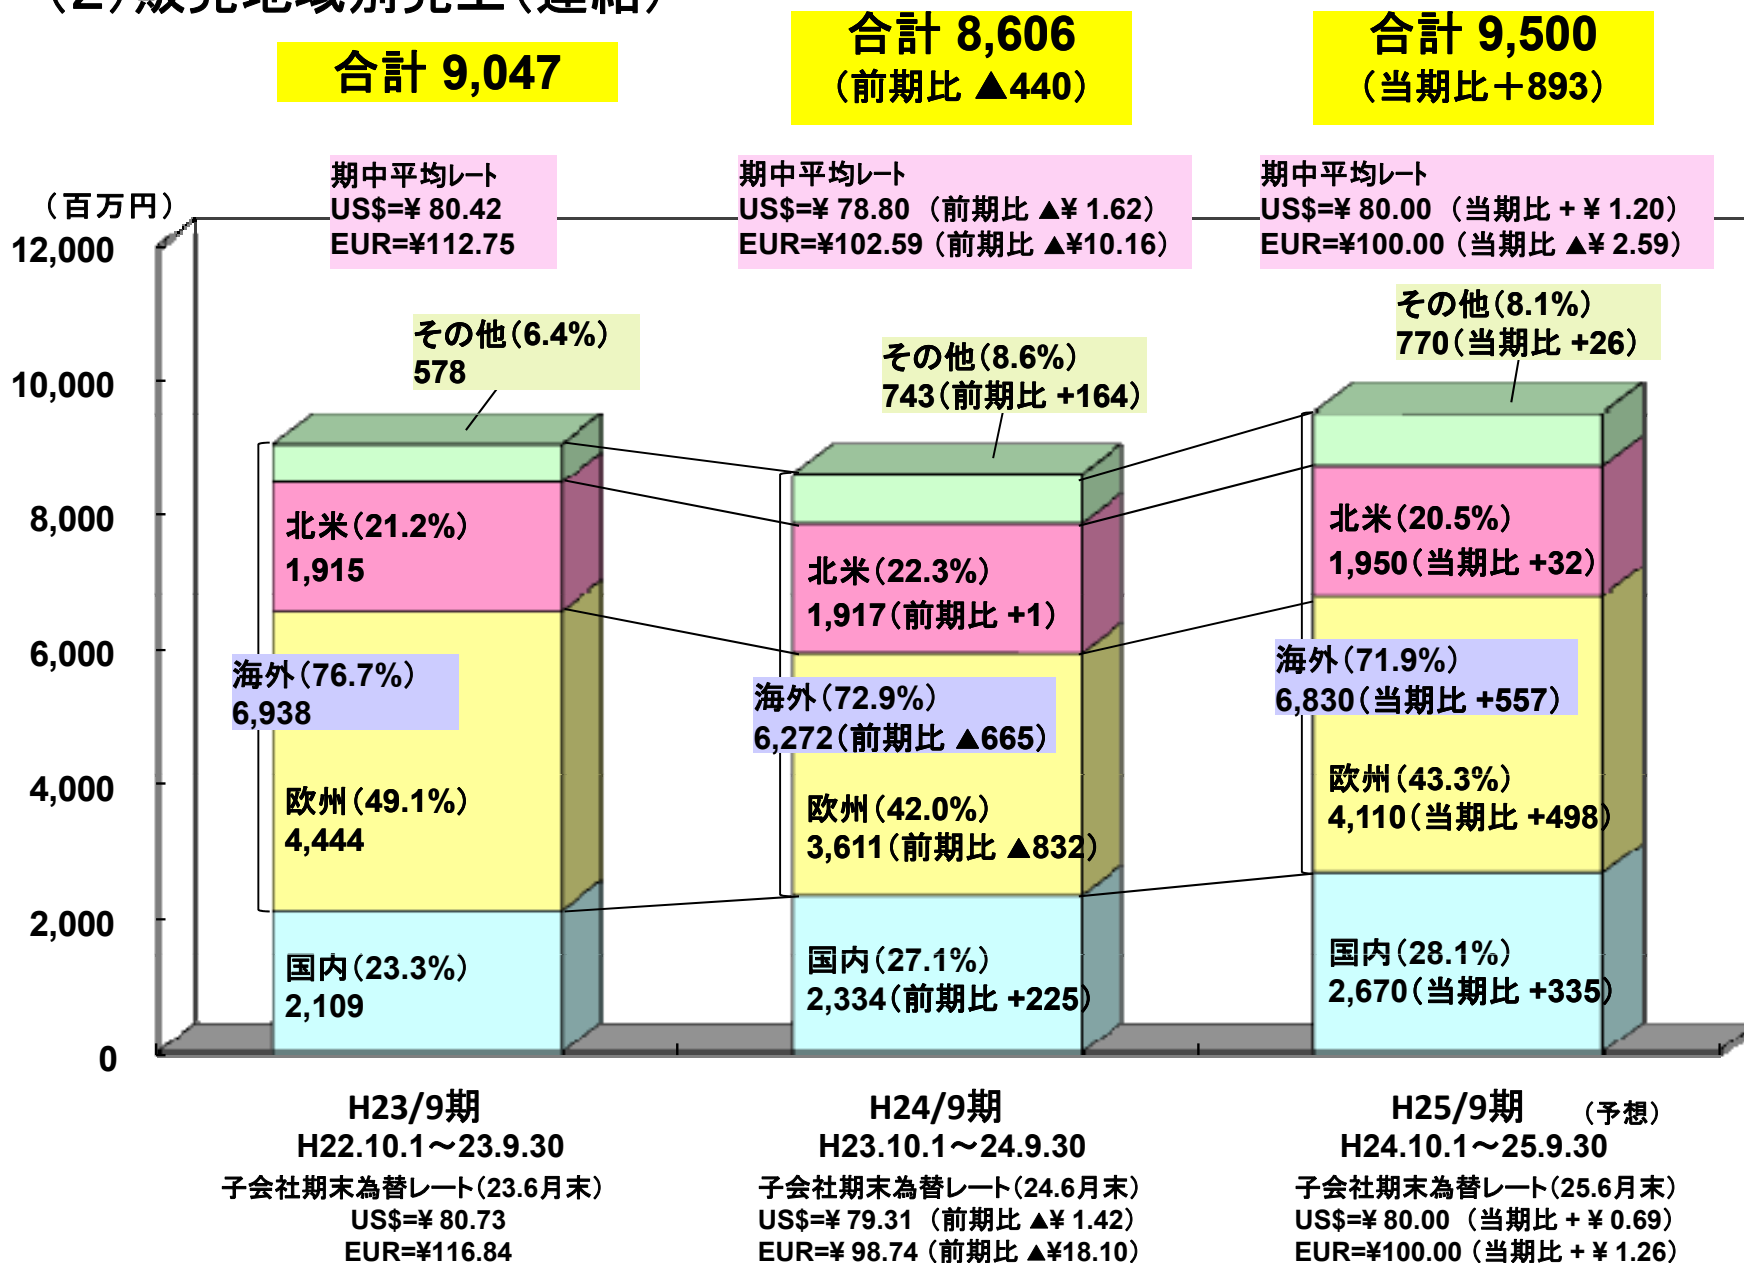 (2)販売地域別売上(連結)
合計 9,047
合計 8,606
(前期比 ▲440)
合計 9,500
(当期比+893)
期中平均レート
US$=¥ 80.42
EUR=¥112.75
期中平均レート
US$=¥ 78.80 (前期比 ▲¥ 1.62)
EUR=¥102.59 (前期比 ▲¥10.16)
期中平均レート
US$=¥ 80.00 (当期比 + ¥ 1.20)
EUR=¥100.00 (当期比 ▲¥ 2.59)
(百万円)
12,000
10,000
8,000
6,000
4,000
2,000
0
その他(6.4%)
578
北米(21.2%)
1,915
海外(76.7%)
6,938
欧州(49.1%)
4,444
国内(23.3%)
2,109
その他(8.6%)
743(前期比 +164)
北米(22.3%)
1,917(前期比 +1)
海外(72.9%)
6,272(前期比 ▲665)
欧州(42.0%)
3,611(前期比 ▲832)
国内(27.1%)
2,334(前期比 +225)
その他(8.1%)
770(当期比 +26)
北米(20.5%)
1,950(当期比 +32)
海外(71.9%)
6,830(当期比 +557)
欧州(43.3%)
4,110(当期比 +498)
国内(28.1%)
2,670(当期比 +335)
H23/9期
H22.10.1~23.9.30
子会社期末為替レート(23.6月末)
US$=¥ 80.73
EUR=¥116.84
H24/9期
H23.10.1~24.9.30
子会社期末為替レート(24.6月末)
US$=¥ 79.31 (前期比 ▲¥ 1.42)
EUR=¥ 98.74 (前期比 ▲¥18.10)
H25/9期 (予想)
H24.10.1~25.9.30
子会社期末為替レート(25.6月末)
US$=¥ 80.00 (当期比 + ¥ 0.69)
EUR=¥100.00 (当期比 + ¥ 1.26)